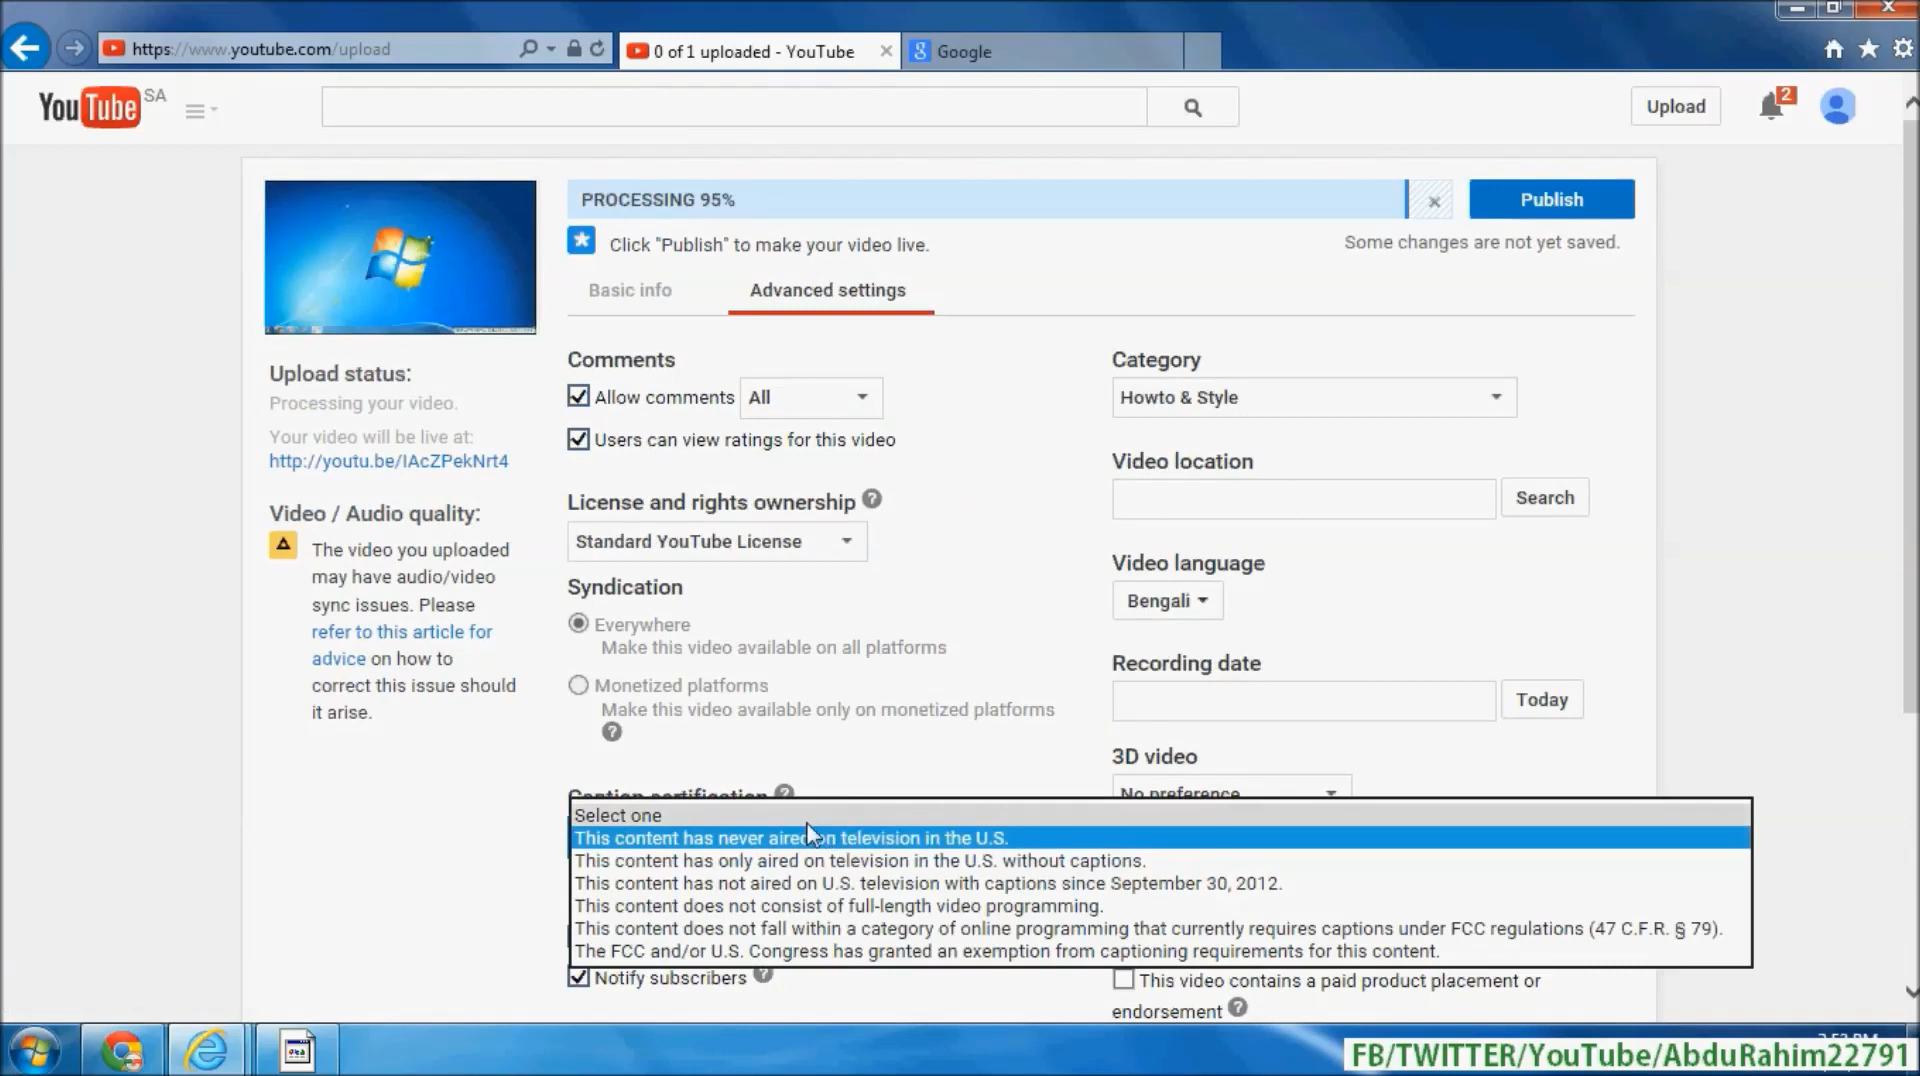 https://www.youtube.com/upload
0 of 1 uploaded - YouTube
Google
YouTube SA
Upload
2
PROCESSING 95%
Publish
Click "Publish" to make your video live.
Some changes are not yet saved.
Basic info
Advanced settings
Upload status:
Processing your video.
Your video will be live at:
http://youtu.be/IAcZPekNrt4
Video / Audio quality:
The video you uploaded
may have audio/video
sync issues. Please
refer to this article for
advice on how to
correct this issue should
it arise.
Comments
Allow comments All
Users can view ratings for this video
License and rights ownership ?
Standard YouTube License
Syndication
Everywhere
Make this video available on all platforms
Monetized platforms
Make this video available only on monetized platforms
?
Caption certification ?
Category
Howto & Style
Video location
Search
Video language
Bengali
Recording date
Today
3D video
No preference
Select one
This content has never aired on television in the U.S.
This content has only aired on television in the U.S. without captions.
This content has not aired on U.S. television with captions since September 30, 2012.
This content does not consist of full-length video programming.
This content does not fall within a category of online programming that currently requires captions under FCC regulations (47 C.F.R. § 79).
The FCC and/or U.S. Congress has granted an exemption from captioning requirements for this content.
Notify subscribers ?
This video contains a paid product placement or
endorsement ?
FB/TWITTER/YouTube/AbduRahim22791